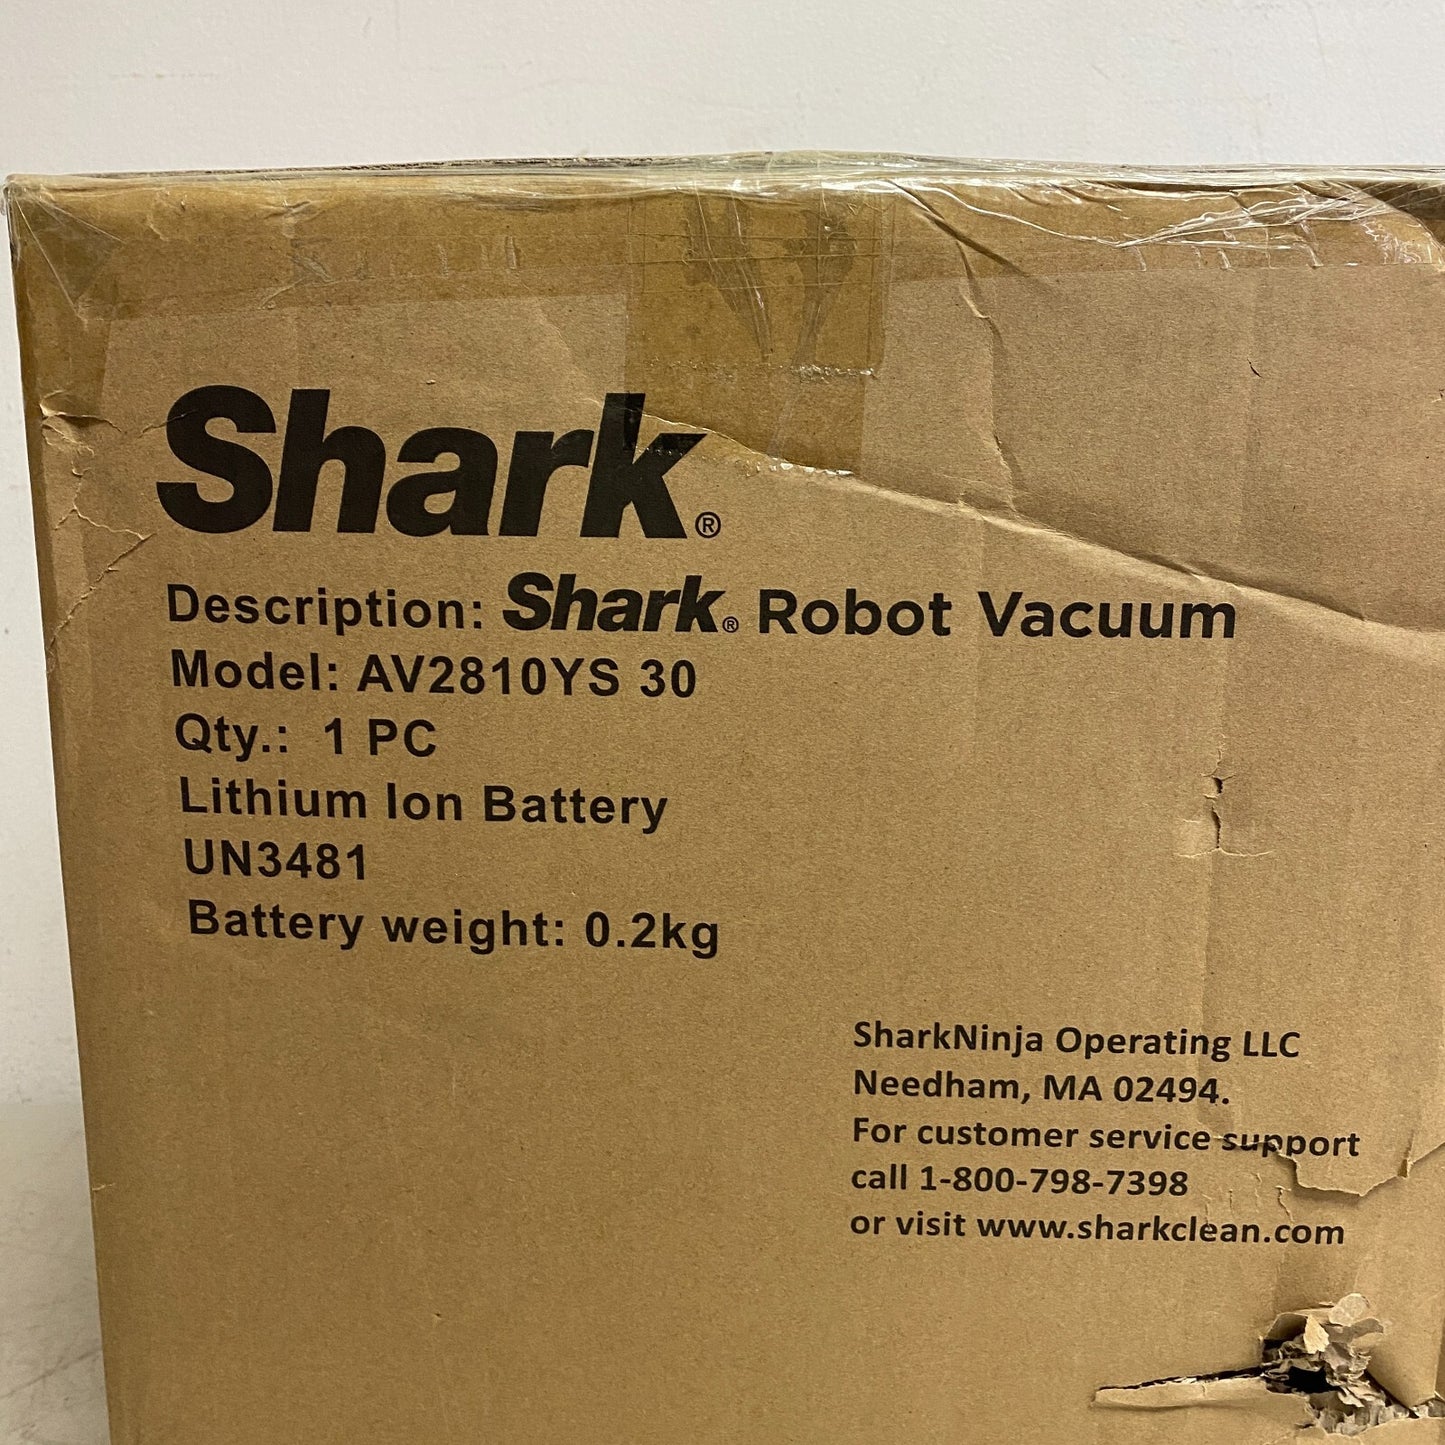 Shark®
Description: Shark® Robot Vacuum
Model: AV2810YS 30
Qty.: 1 PC
Lithium Ion Battery
UN3481
Battery weight: 0.2kg
SharkNinja Operating LLC
Needham, MA 02494.
For customer service support
call 1-800-798-7398
or visit www.sharkclean.com